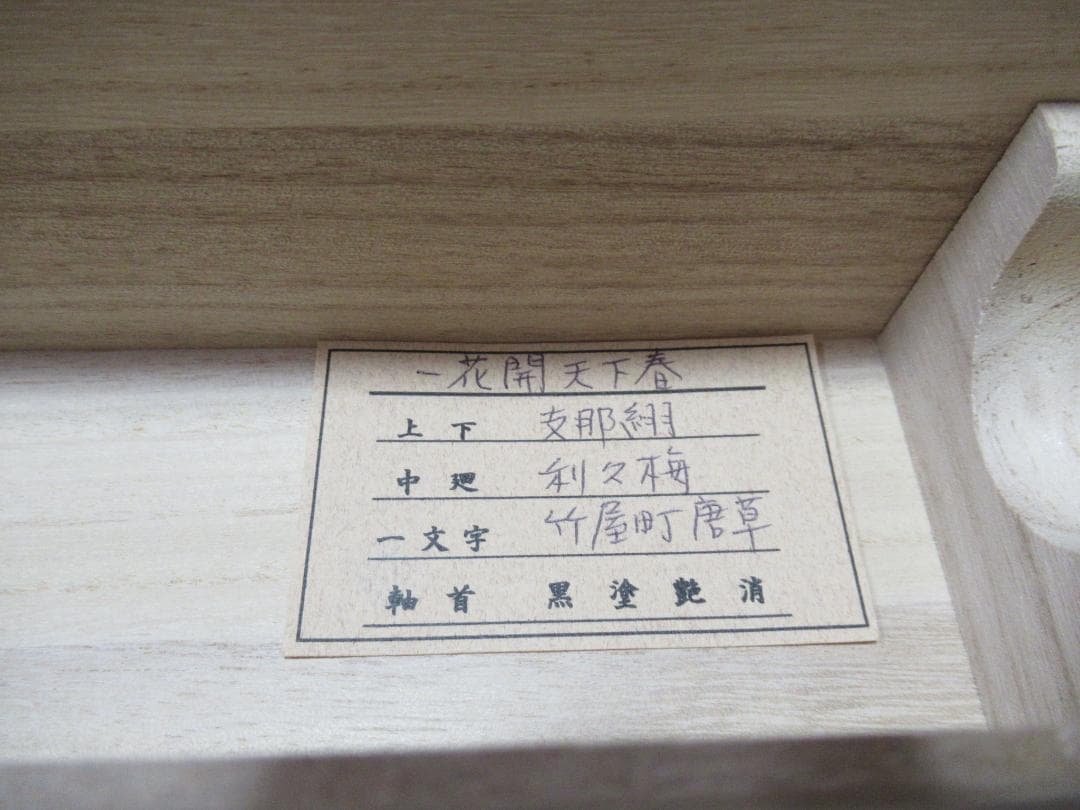 一花開天下春
上下 支那絓
中廻 利久梅
一文字 竹屋町唐草
軸首 黒塗艶消